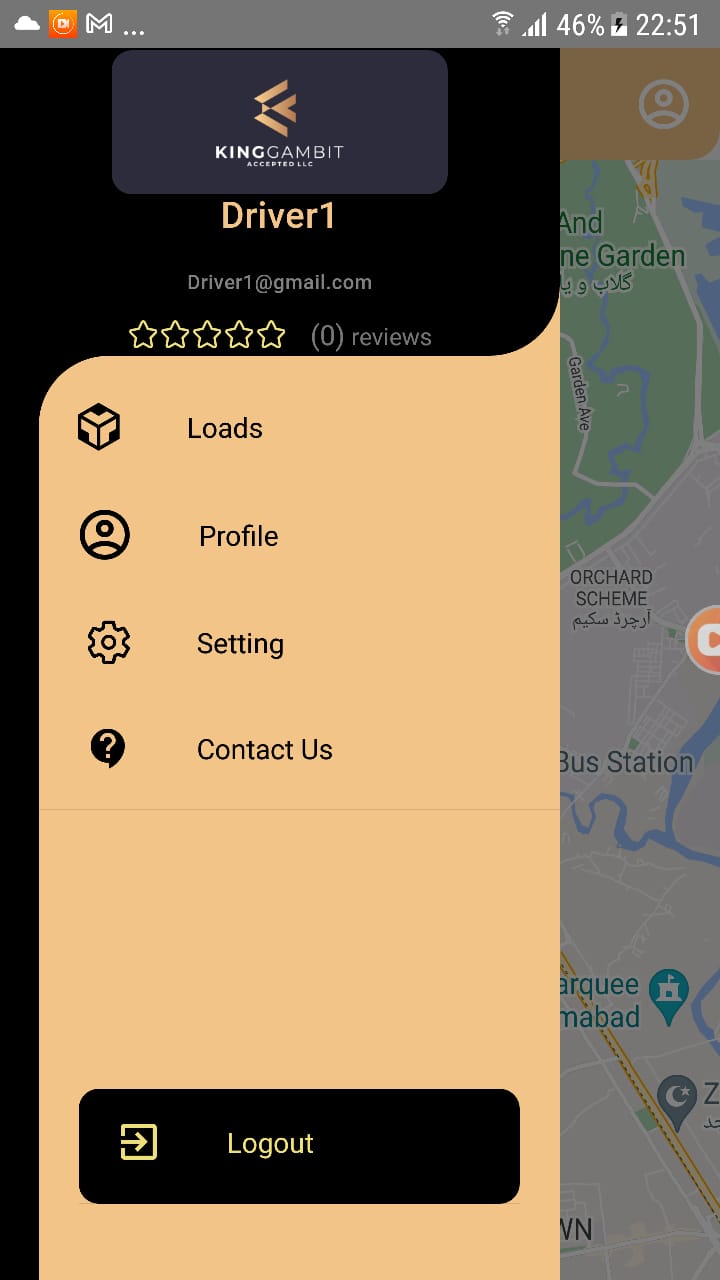 ... 46% 22:51
KINGGAMBIT
ACCEPTED LLC
Driver1
Driver1@gmail.com
(0) reviews
Loads
Profile
Setting
Contact Us
Logout
And
ne Garden
گلاب و یا
Garden Ave
ORCHARD
SCHEME
آرچرڈ سکیم
Bus Station
arquee
mabad
Z
WN